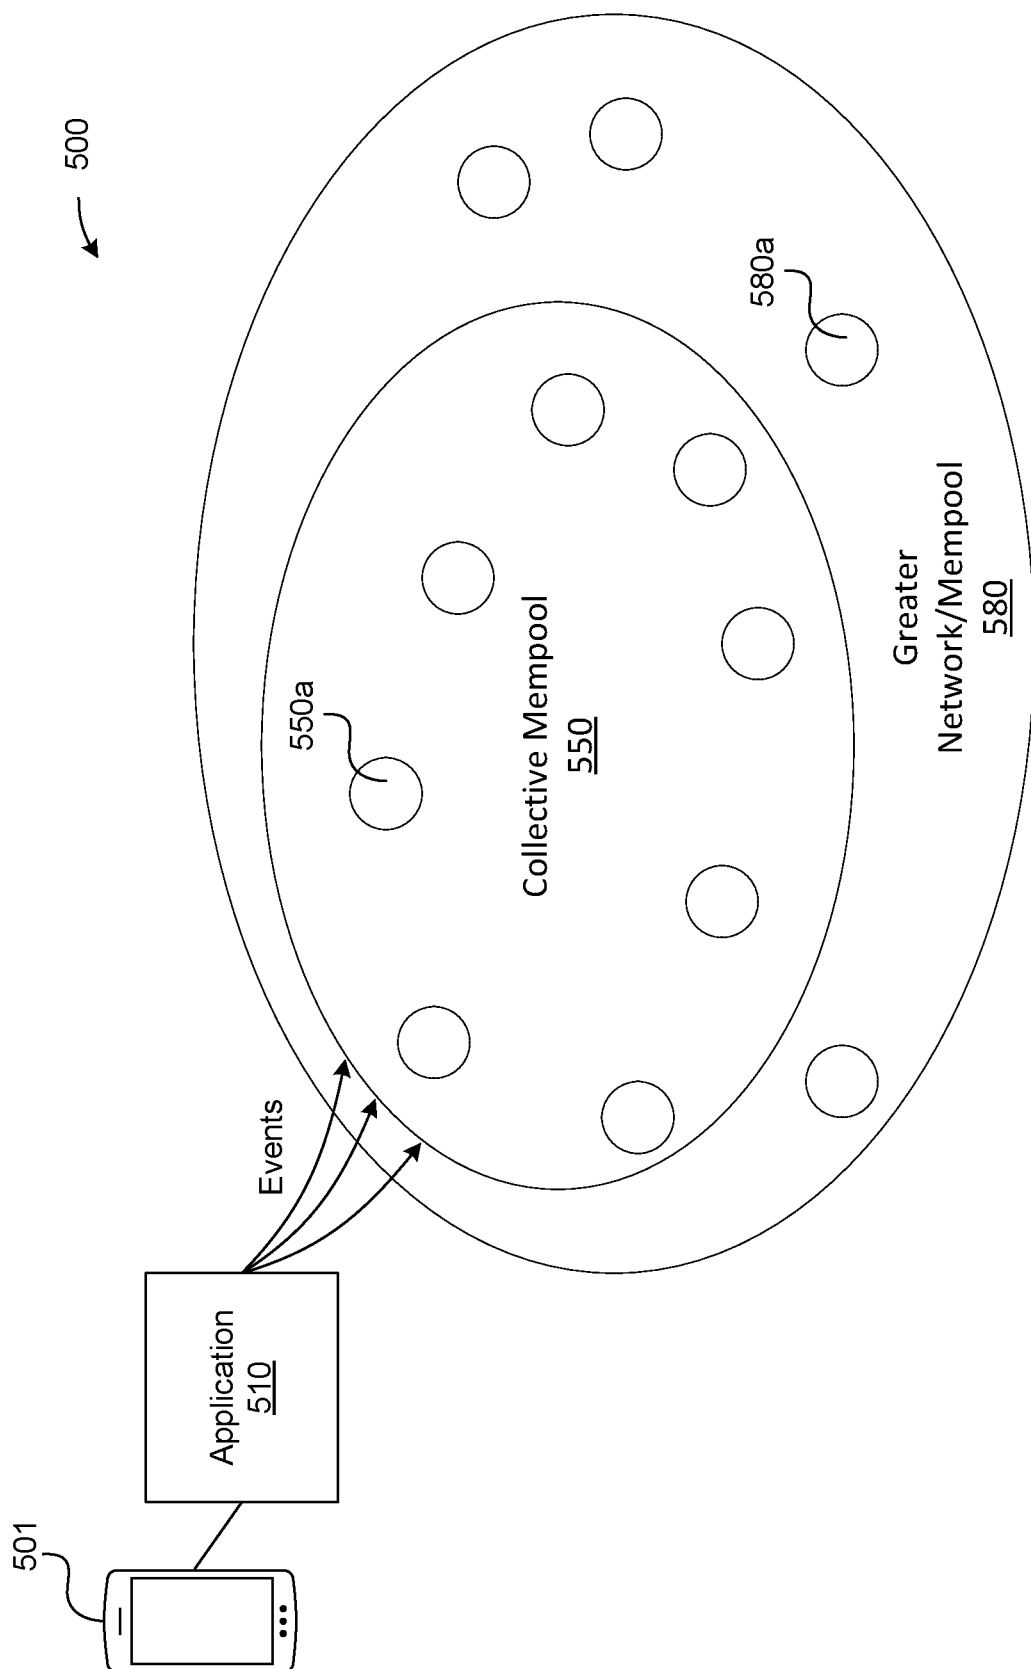 500
501
Application
510
Events
550a
Collective Mempool
550
580a
Greater
Network/Mempool
580